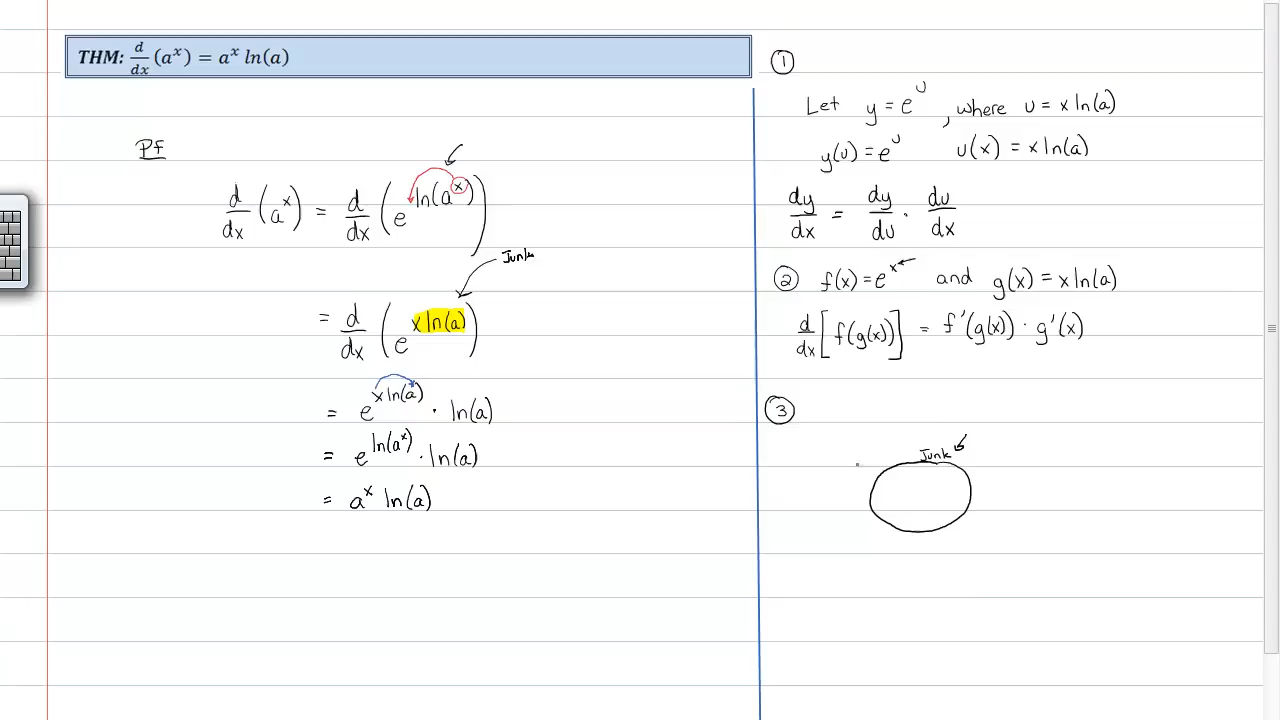 THM: d/dx (a^x) = a^x ln(a)
Pf
d/dx (a^x) = d/dx (e^ln(a^x))
Junk
= d/dx (e^x ln(a))
= e^x ln(a) · ln(a)
= e^ln(a^x) · ln(a)
= a^x ln(a)
①
Let y = e^u, where u = x ln(a)
y(u) = e^u u(x) = x ln(a)
dy/dx = dy/du · du/dx
② f(x) = e^x and g(x) = x ln(a)
d/dx [f(g(x))] = f'(g(x)) · g'(x)
③
Junk